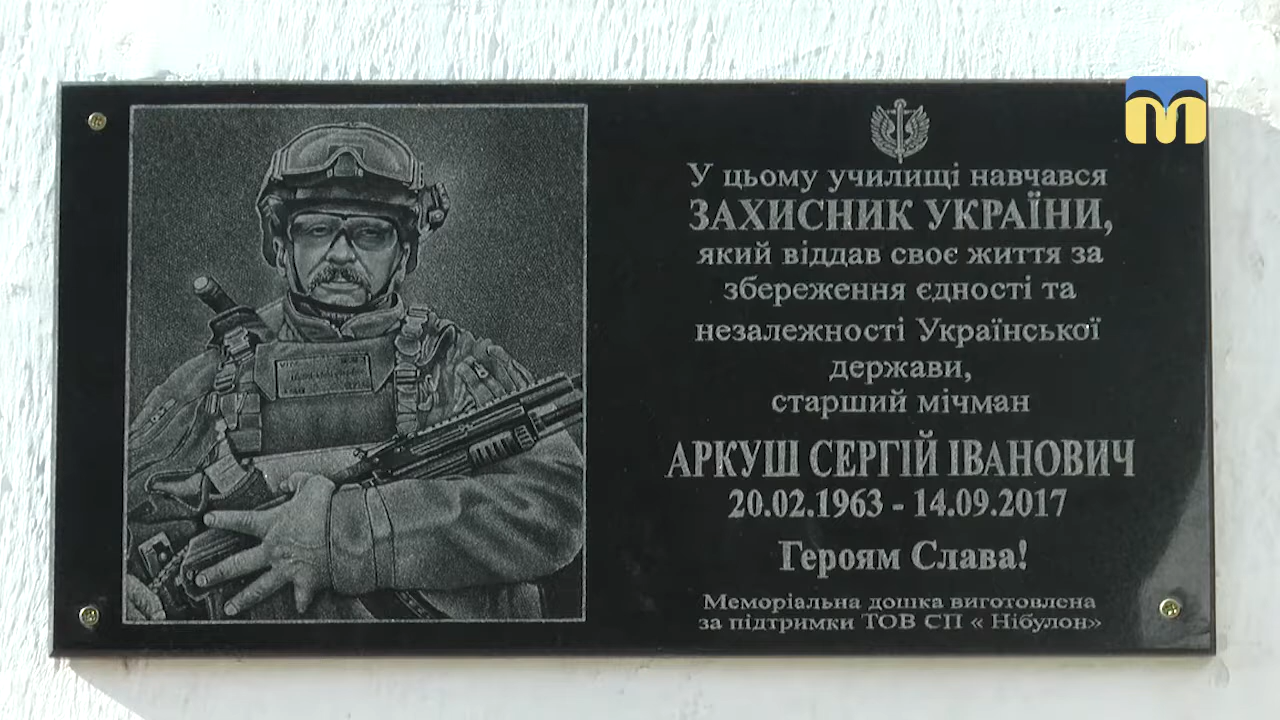 У цьому училищі навчався
ЗАХИСНИК УКРАЇНИ,
який віддав своє життя за
збереження єдності та
незалежності Української
держави,
старший мічман
АРКУШ СЕРГІЙ ІВАНОВИЧ
20.02.1963 - 14.09.2017
Героям Слава!
Меморіальна дошка виготовлена
за підтримки ТОВ СП « Нібулон»